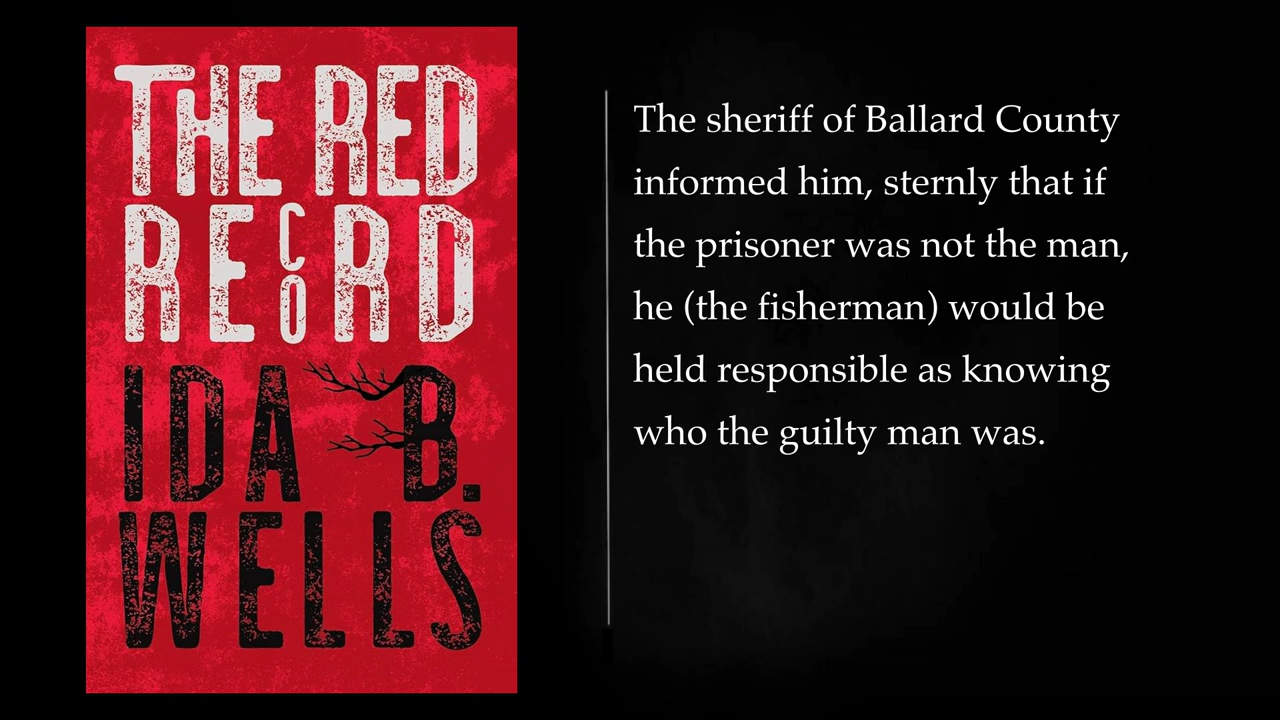 THE RED
RECORD
IDA B.
WELLS
The sheriff of Ballard County
informed him, sternly that if
the prisoner was not the man,
he (the fisherman) would be
held responsible as knowing
who the guilty man was.